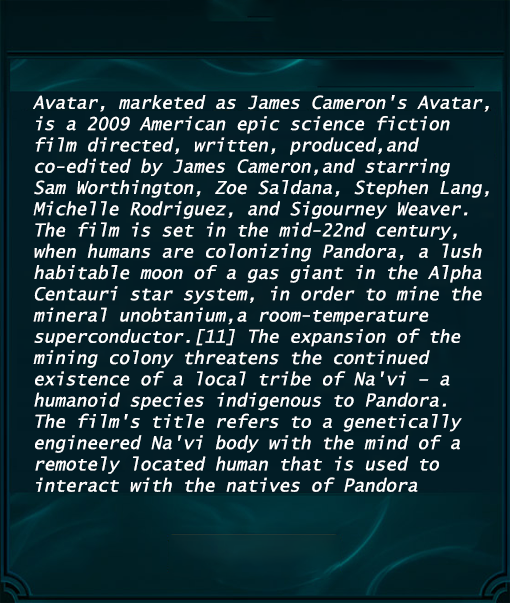 Avatar, marketed as James Cameron's Avatar,
is a 2009 American epic science fiction
film directed, written, produced,and
co-edited by James Cameron,and starring
Sam Worthington, Zoe Saldana, Stephen Lang,
Michelle Rodriguez, and Sigourney Weaver.
The film is set in the mid-22nd century,
when humans are colonizing Pandora, a lush
habitable moon of a gas giant in the Alpha
Centauri star system, in order to mine the
mineral unobtanium,a room-temperature
superconductor.[11] The expansion of the
mining colony threatens the continued
existence of a local tribe of Na'vi – a
humanoid species indigenous to Pandora.
The film's title refers to a genetically
engineered Na'vi body with the mind of a
remotely located human that is used to
interact with the natives of Pandora